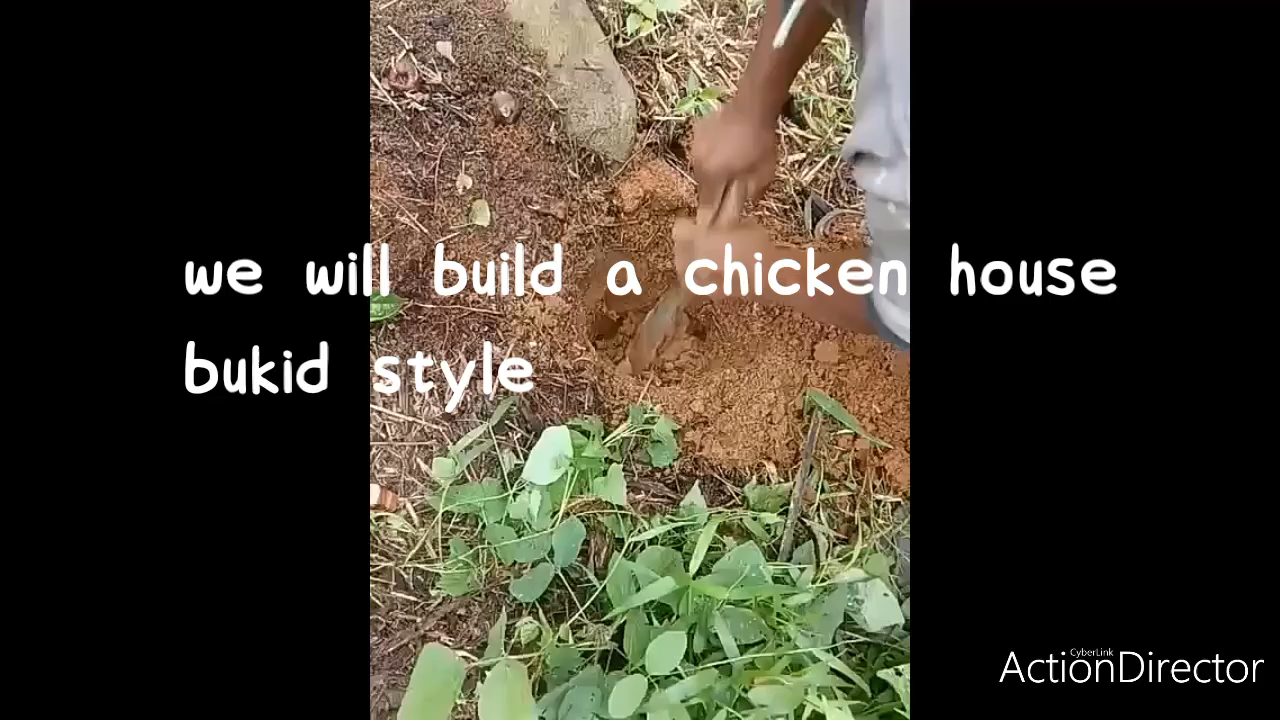 we will build a chicken house
bukid style
CyberLink
ActionDirector